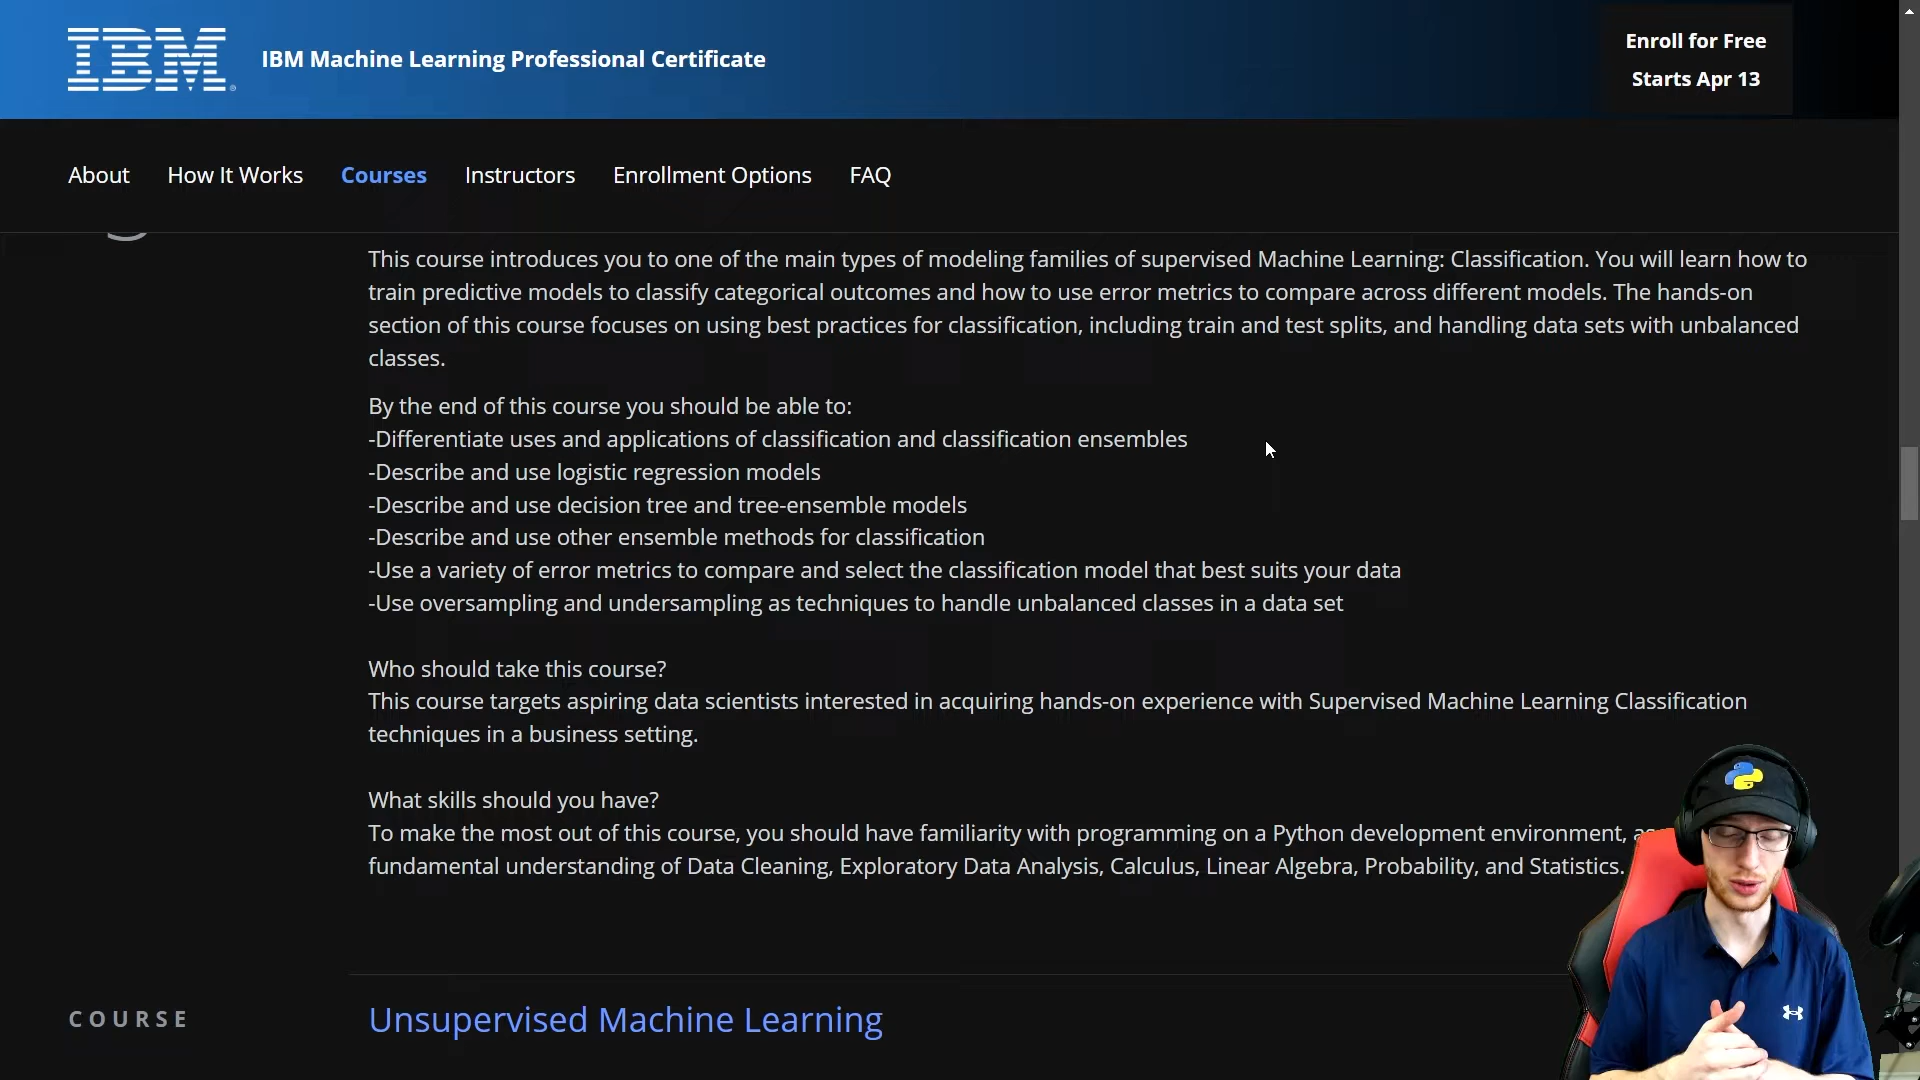 IBM
IBM Machine Learning Professional Certificate
Enroll for Free
Starts Apr 13
About How It Works Courses Instructors Enrollment Options FAQ
This course introduces you to one of the main types of modeling families of supervised Machine Learning: Classification. You will learn how to
train predictive models to classify categorical outcomes and how to use error metrics to compare across different models. The hands-on
section of this course focuses on using best practices for classification, including train and test splits, and handling data sets with unbalanced
classes.
By the end of this course you should be able to:
-Differentiate uses and applications of classification and classification ensembles
-Describe and use logistic regression models
-Describe and use decision tree and tree-ensemble models
-Describe and use other ensemble methods for classification
-Use a variety of error metrics to compare and select the classification model that best suits your data
-Use oversampling and undersampling as techniques to handle unbalanced classes in a data set
Who should take this course?
This course targets aspiring data scientists interested in acquiring hands-on experience with Supervised Machine Learning Classification
techniques in a business setting.
What skills should you have?
To make the most out of this course, you should have familiarity with programming on a Python development environment,
fundamental understanding of Data Cleaning, Exploratory Data Analysis, Calculus, Linear Algebra, Probability, and Statistics.
COURSE
Unsupervised Machine Learning